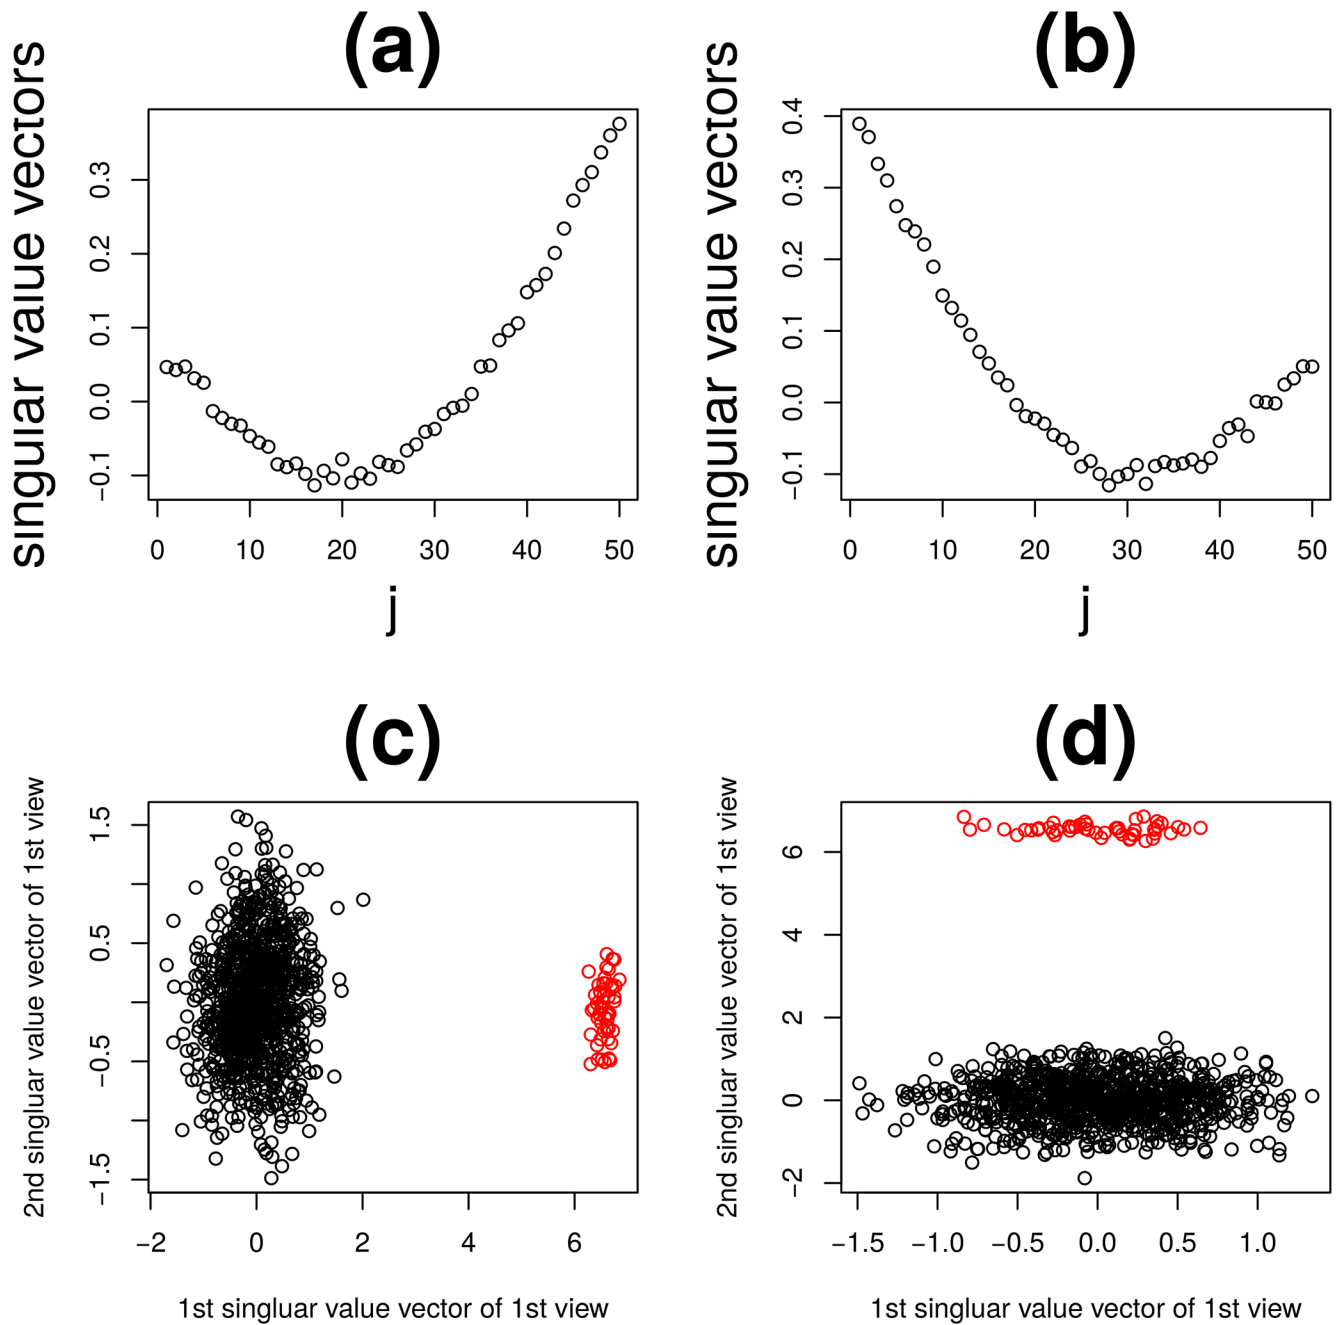 (a)
singular value vectors
0.3
0.2
0.1
0.0
−0.1
0 10 20 30 40 50
j
(b)
singular value vectors
0.4
0.3
0.2
0.1
0.0
−0.1
0 10 20 30 40 50
j
(c)
2nd singluar value vector of 1st view
1.5
0.5
−0.5
−1.5
−2 0 2 4 6
1st singluar value vector of 1st view
(d)
2nd singluar value vector of 1st view
6
4
2
0
−2
−1.5 −1.0 −0.5 0.0 0.5 1.0
1st singluar value vector of 1st view